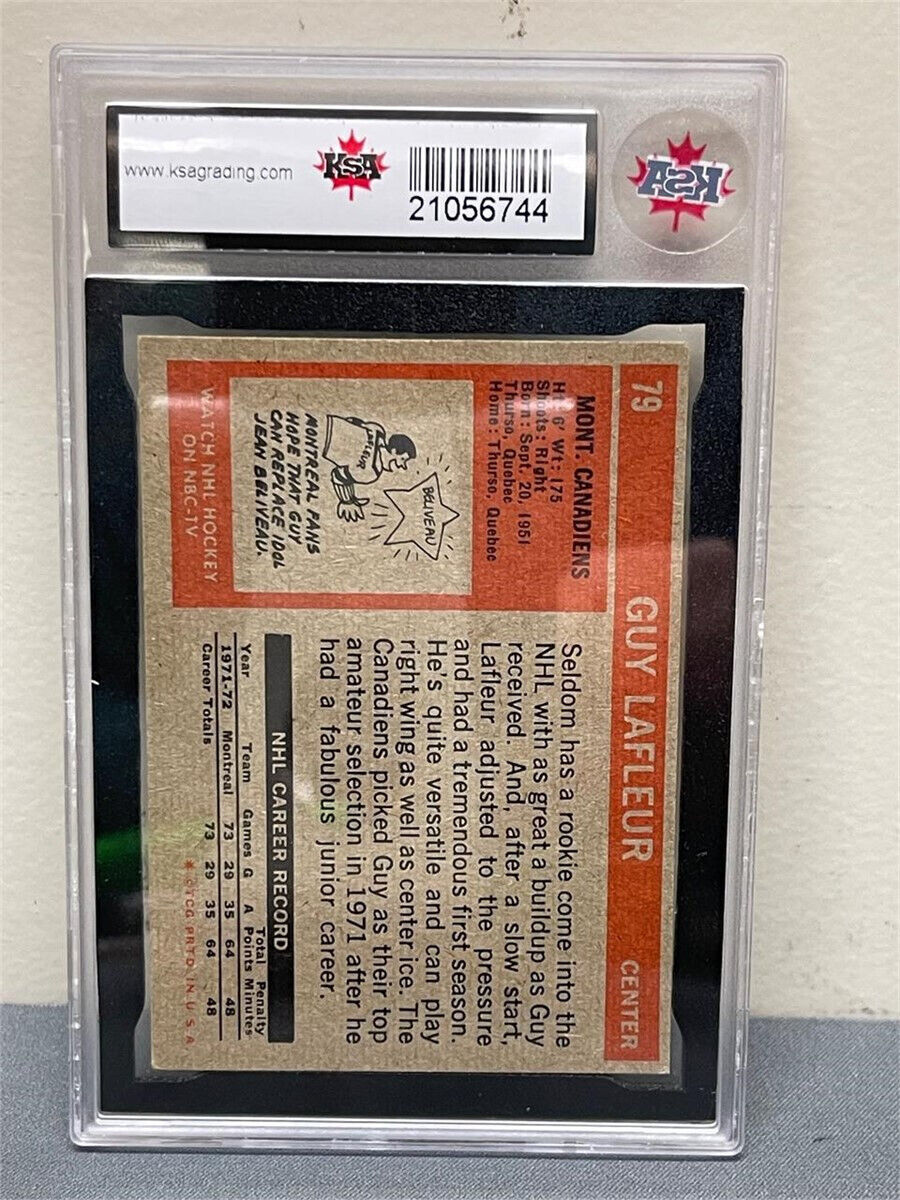 www.ksagrading.com
KSA
21056744
KSA
79 GUY LAFLEUR CENTER
MONT. CANADIENS
Ht: 6' Wt: 175
Shoots: Right
Born: Sept. 20, 1951
Thurso, Quebec
Home: Thurso, Quebec
BELIVEAU
LAFLEUR
MONTREAL FANS
HOPE THAT GUY
CAN REPLACE IDOL
JEAN BELIVEAU.
WATCH NHL HOCKEY
ON NBC-TV
Seldom has a rookie come into the
NHL with as great a buildup as Guy
received. And, after a slow start,
Lafleur adjusted to the pressure
and had a tremendous first season.
He's quite versatile and can play
right wing as well as center ice. The
Canadiens picked Guy as their top
amateur selection in 1971 after he
had a fabulous junior career.
NHL CAREER RECORD
Total Penalty
Year Team Games G A Points Minutes
1971-72 Montreal 73 29 35 64 48
Career Totals 73 29 35 64 48
* ©TCG PRTD IN U.S.A.